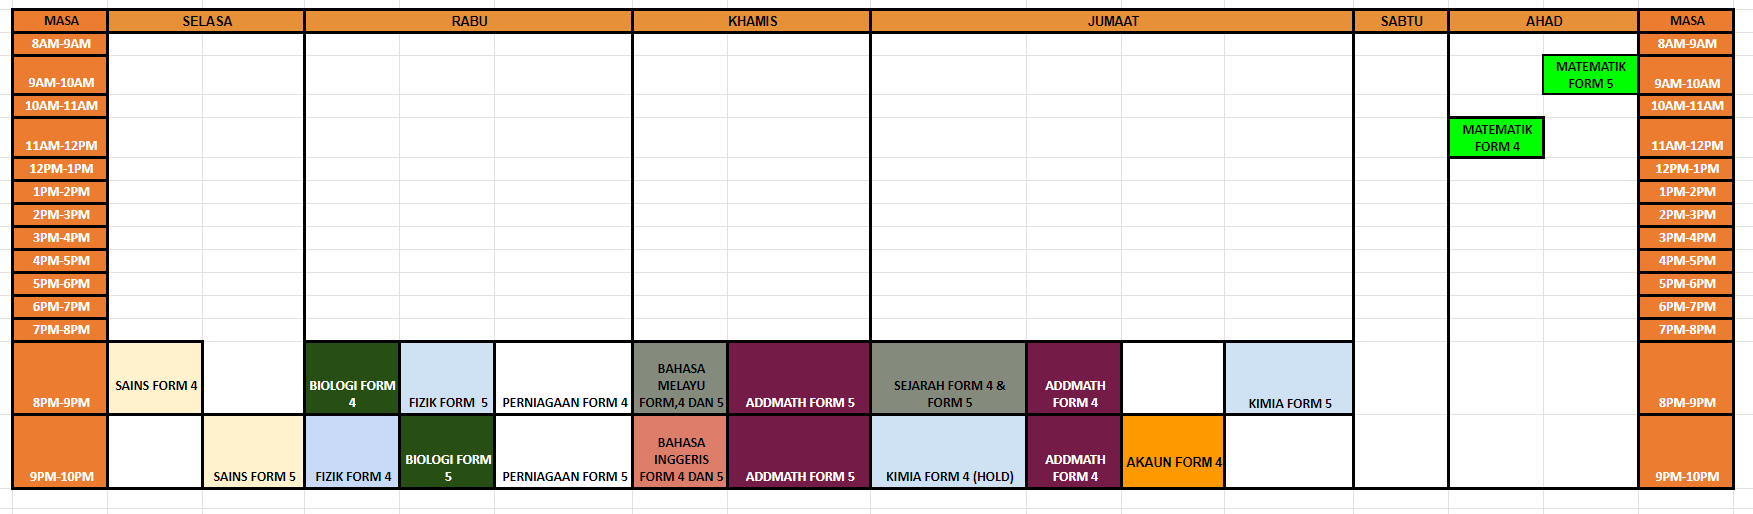 MASA SELASA RABU KHAMIS JUMAAT SABTU AHAD MASA
8AM-9AM 8AM-9AM
MATEMATIK
FORM 5
9AM-10AM 9AM-10AM
10AM-11AM 10AM-11AM
MATEMATIK
FORM 4
11AM-12PM 11AM-12PM
12PM-1PM 12PM-1PM
1PM-2PM 1PM-2PM
2PM-3PM 2PM-3PM
3PM-4PM 3PM-4PM
4PM-5PM 4PM-5PM
5PM-6PM 5PM-6PM
6PM-7PM 6PM-7PM
7PM-8PM 7PM-8PM
8PM-9PM
SAINS FORM 4
BIOLOGI FORM
4
FIZIK FORM 5
PERNIAGAAN FORM 4
BAHASA
MELAYU
FORM,4 DAN 5
ADDMATH FORM 5
SEJARAH FORM 4 &
FORM 5
ADDMATH
FORM 4
KIMIA FORM 5
8PM-9PM
9PM-10PM
SAINS FORM 5
FIZIK FORM 4
BIOLOGI FORM
5
PERNIAGAAN FORM 5
BAHASA
INGGERIS
FORM 4 DAN 5
ADDMATH FORM 5
KIMIA FORM 4 (HOLD)
ADDMATH
FORM 4
AKAUN FORM 4
9PM-10PM